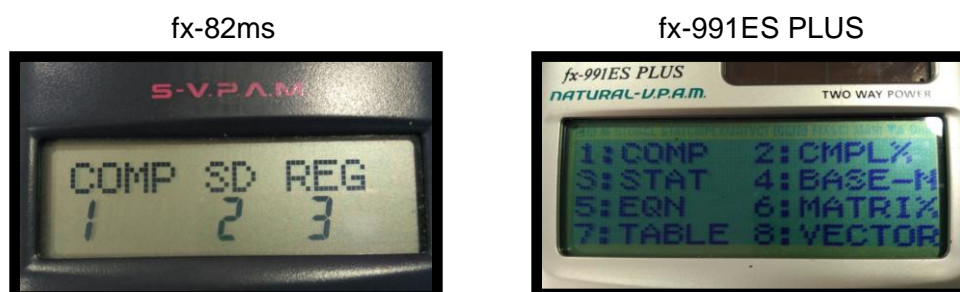 fx-82ms
fx-991ES PLUS
S-V.P.A.M.
COMP SD REG
1 2 3
fx-991ES PLUS
NATURAL-V.P.A.M.
TWO WAY POWER
1:COMP 2:CMPLX
3:STAT 4:BASE-N
5:EQN 6:MATRIX
7:TABLE 8:VECTOR